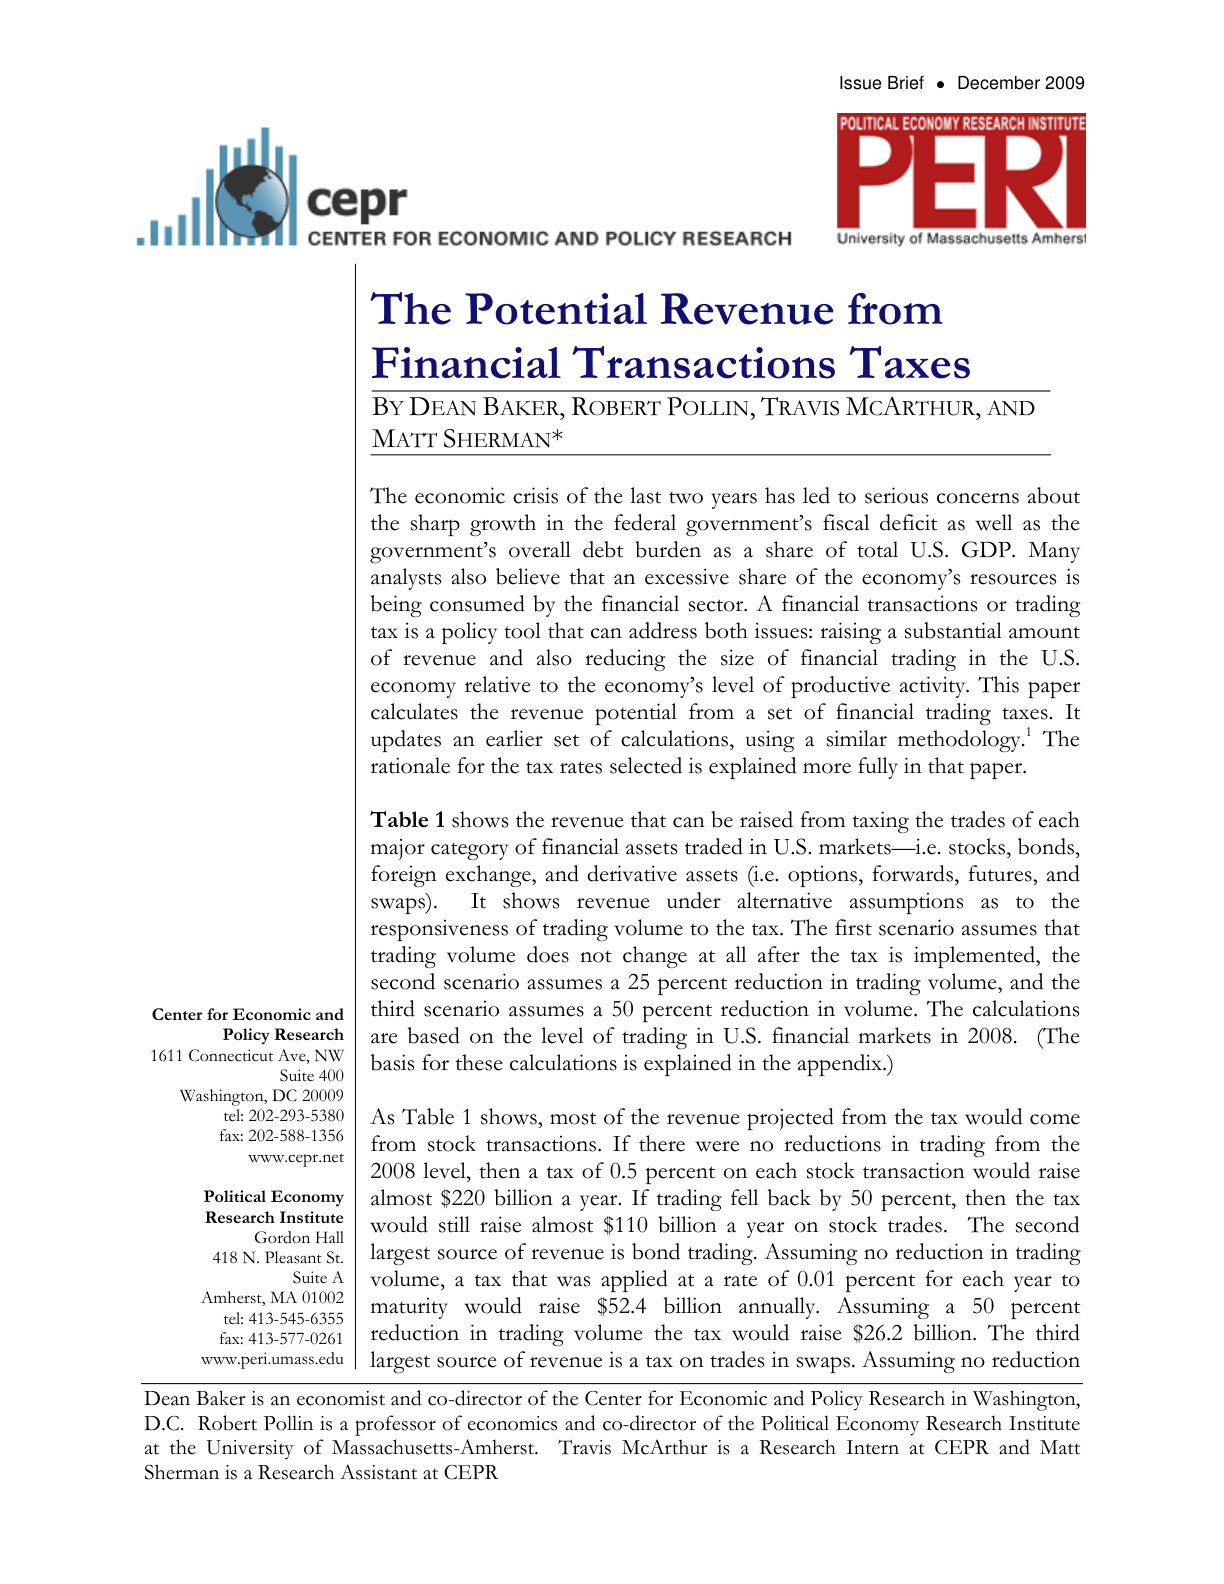 Issue Brief • December 2009
cepr
CENTER FOR ECONOMIC AND POLICY RESEARCH
POLITICAL ECONOMY RESEARCH INSTITUTE
PERI
University of Massachusetts Amherst
The Potential Revenue from
Financial Transactions Taxes
BY DEAN BAKER, ROBERT POLLIN, TRAVIS MCARTHUR, AND
MATT SHERMAN*
The economic crisis of the last two years has led to serious concerns about
the sharp growth in the federal government’s fiscal deficit as well as the
government’s overall debt burden as a share of total U.S. GDP. Many
analysts also believe that an excessive share of the economy’s resources is
being consumed by the financial sector. A financial transactions or trading
tax is a policy tool that can address both issues: raising a substantial amount
of revenue and also reducing the size of financial trading in the U.S.
economy relative to the economy’s level of productive activity. This paper
calculates the revenue potential from a set of financial trading taxes. It
updates an earlier set of calculations, using a similar methodology.1 The
rationale for the tax rates selected is explained more fully in that paper.
Table 1 shows the revenue that can be raised from taxing the trades of each
major category of financial assets traded in U.S. markets—i.e. stocks, bonds,
foreign exchange, and derivative assets (i.e. options, forwards, futures, and
swaps). It shows revenue under alternative assumptions as to the
responsiveness of trading volume to the tax. The first scenario assumes that
trading volume does not change at all after the tax is implemented, the
second scenario assumes a 25 percent reduction in trading volume, and the
third scenario assumes a 50 percent reduction in volume. The calculations
are based on the level of trading in U.S. financial markets in 2008. (The
basis for these calculations is explained in the appendix.)
As Table 1 shows, most of the revenue projected from the tax would come
from stock transactions. If there were no reductions in trading from the
2008 level, then a tax of 0.5 percent on each stock transaction would raise
almost $220 billion a year. If trading fell back by 50 percent, then the tax
would still raise almost $110 billion a year on stock trades. The second
largest source of revenue is bond trading. Assuming no reduction in trading
volume, a tax that was applied at a rate of 0.01 percent for each year to
maturity would raise $52.4 billion annually. Assuming a 50 percent
reduction in trading volume the tax would raise $26.2 billion. The third
largest source of revenue is a tax on trades in swaps. Assuming no reduction
Center for Economic and
Policy Research
1611 Connecticut Ave, NW
Suite 400
Washington, DC 20009
tel: 202-293-5380
fax: 202-588-1356
www.cepr.net
Political Economy
Research Institute
Gordon Hall
418 N. Pleasant St.
Suite A
Amherst, MA 01002
tel: 413-545-6355
fax: 413-577-0261
www.peri.umass.edu
Dean Baker is an economist and co-director of the Center for Economic and Policy Research in Washington,
D.C. Robert Pollin is a professor of economics and co-director of the Political Economy Research Institute
at the University of Massachusetts-Amherst. Travis McArthur is a Research Intern at CEPR and Matt
Sherman is a Research Assistant at CEPR